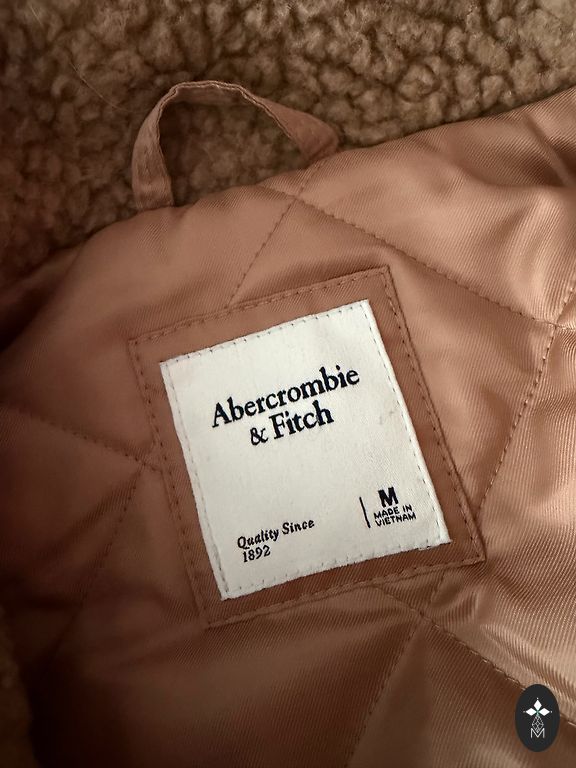 Abercrombie
& Fitch
Quality Since
1892
M
MADE IN
VIETNAM
M